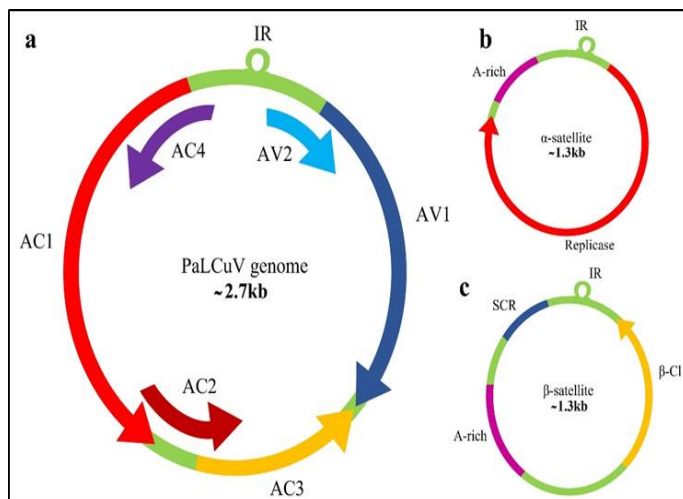 a
IR
AC4
AV2
AC1
AV1
PaLCuV genome
~2.7kb
AC2
AC3
b
IR
A-rich
α-satellite
~1.3kb
Replicase
c
IR
SCR
β-Cl
β-satellite
~1.3kb
A-rich